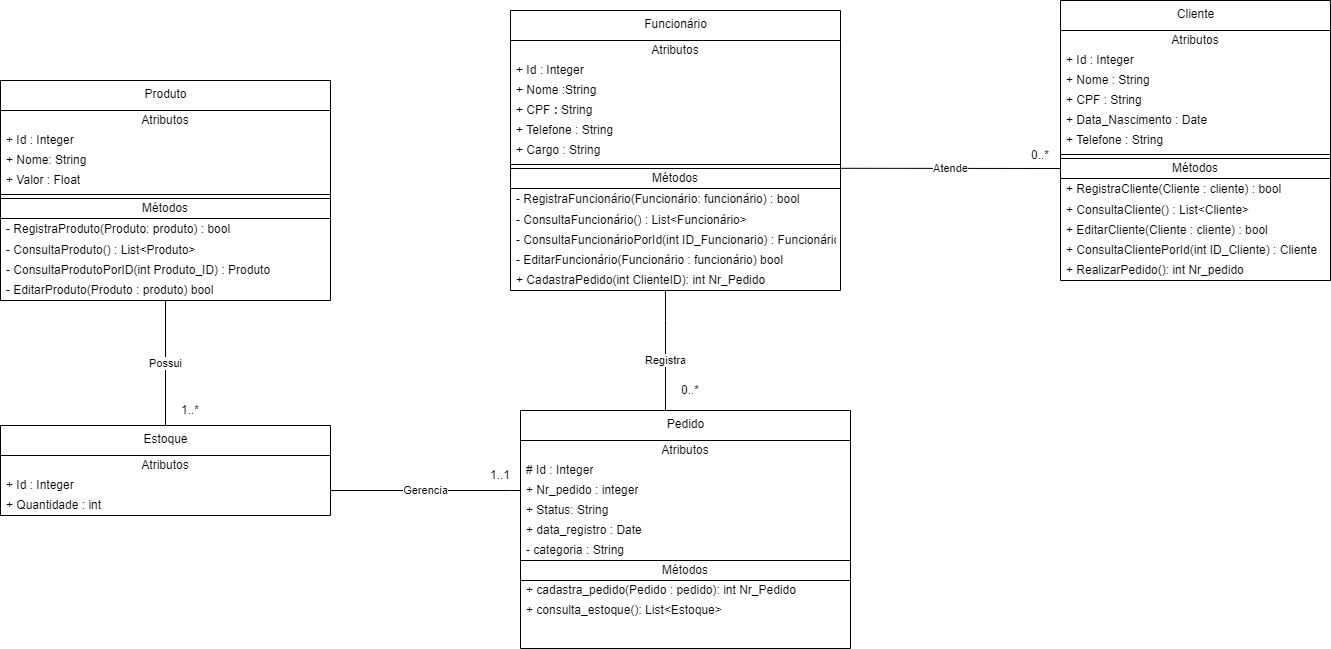 Produto
Atributos
+ Id : Integer
+ Nome: String
+ Valor : Float
Métodos
- RegistraProduto(Produto: produto) : bool
- ConsultaProduto() : List<Produto>
- ConsultaProdutoPorID(int Produto_ID) : Produto
- EditarProduto(Produto : produto) bool
Possui
1..*
Estoque
Atributos
+ Id : Integer
+ Quantidade : int
Gerencia
1..1
Funcionário
Atributos
+ Id : Integer
+ Nome :String
+ CPF : String
+ Telefone : String
+ Cargo : String
Métodos
- RegistraFuncionário(Funcionário: funcionário) : bool
- ConsultaFuncionário() : List<Funcionário>
- ConsultaFuncionárioPorId(int ID_Funcionario) : Funcionári
- EditarFuncionário(Funcionário : funcionário) bool
+ CadastraPedido(int ClienteID): int Nr_Pedido
Registra
0..*
Pedido
Atributos
# Id : Integer
+ Nr_pedido : integer
+ Status: String
+ data_registro : Date
- categoria : String
Métodos
+ cadastra_pedido(Pedido : pedido): int Nr_Pedido
+ consulta_estoque(): List<Estoque>
Atende
0..*
Cliente
Atributos
+ Id : Integer
+ Nome : String
+ CPF : String
+ Data_Nascimento : Date
+ Telefone : String
Métodos
+ RegistraCliente(Cliente : cliente) : bool
+ ConsultaCliente() : List<Cliente>
+ EditarCliente(Cliente : cliente) : bool
+ ConsultaClientePorId(int ID_Cliente) : Cliente
+ RealizarPedido(): int Nr_pedido